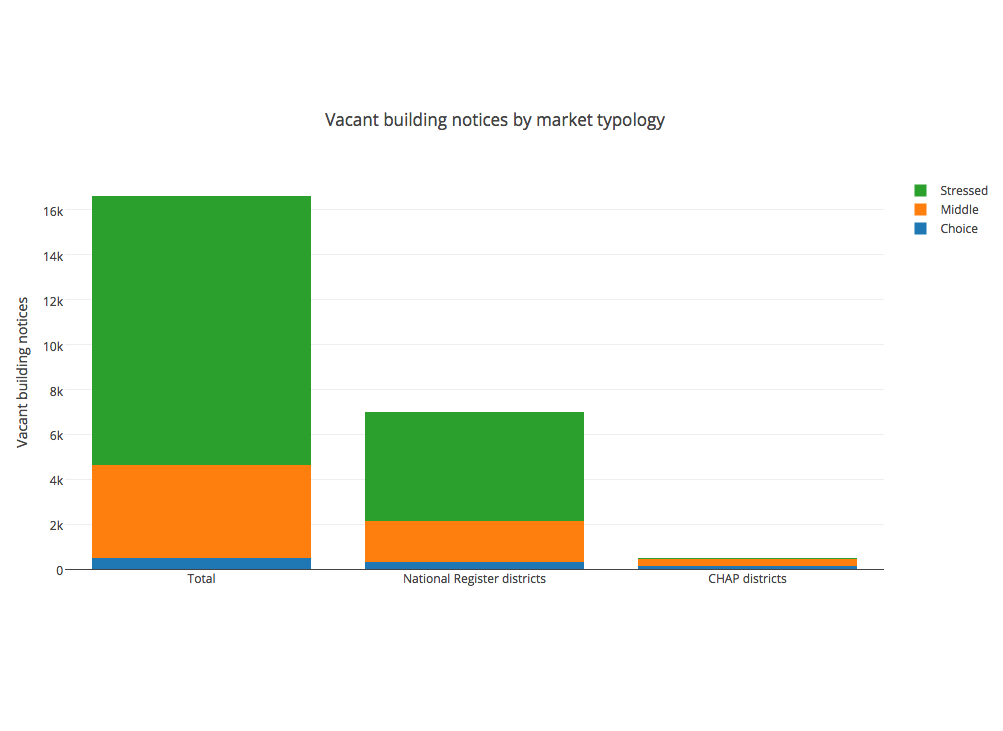 Vacant building notices by market typology
Stressed
Middle
Choice
Vacant building notices
16k
14k
12k
10k
8k
6k
4k
2k
0
Total
National Register districts
CHAP districts